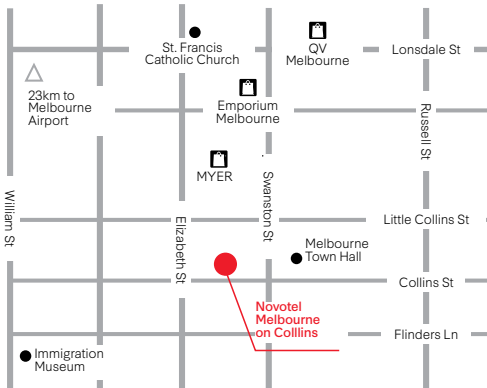 St. Francis
Catholic Church
QV
Melbourne
Lonsdale St
23km to
Melbourne
Airport
Emporium
Melbourne
Russell St
MYER
William St
Elizabeth St
Swanston St
Little Collins St
Melbourne
Town Hall
Collins St
Novotel
Melbourne
on Colllins
Flinders Ln
Immigration
Museum